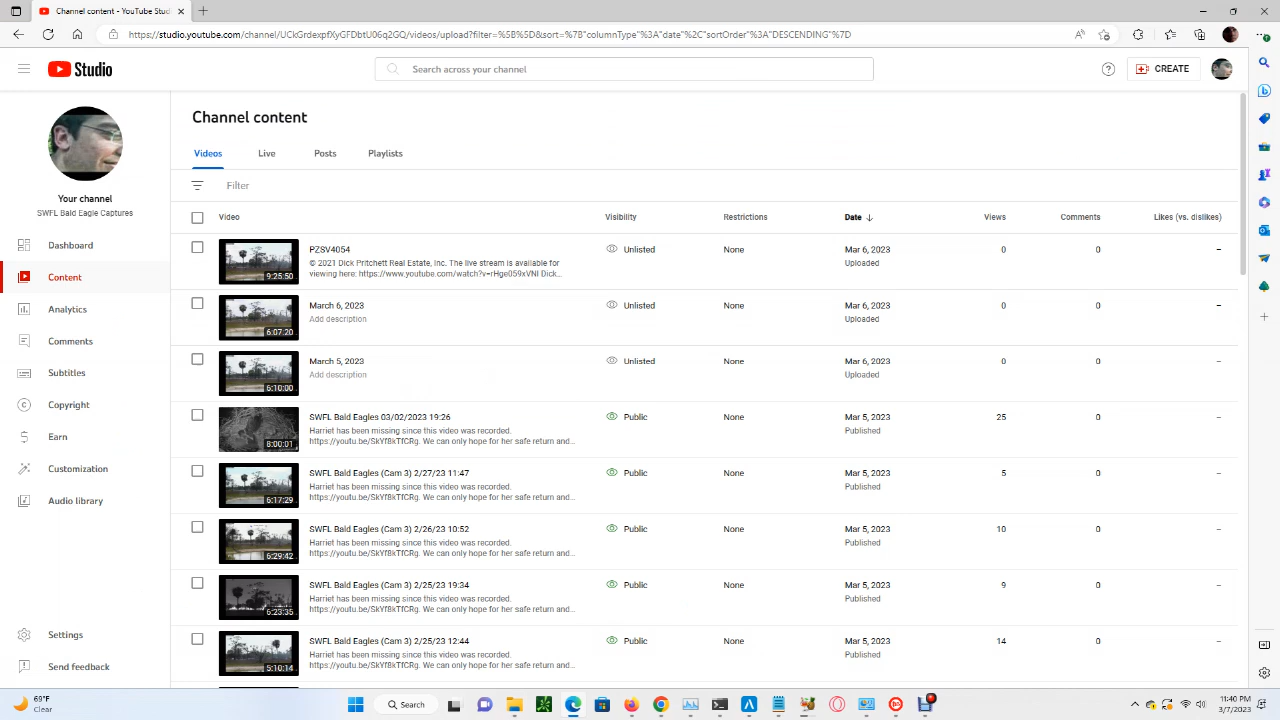 Channel content - YouTube Studio
https://studio.youtube.com/channel/UCkGrdexpfXyGFDbtU06q2GQ/videos/upload?filter=%5B%5D&sort=%7B"columnType"%3A"date"%2C"sortOrder"%3A"DESCENDING"%7D
Studio
Search across your channel
CREATE
Your channel
SWFL Bald Eagle Captures
Dashboard
Content
Analytics
Comments
Subtitles
Copyright
Earn
Customization
Audio library
Settings
Send feedback
Channel content
Videos Live Posts Playlists
Filter
Video Visibility Restrictions Date Views Comments Likes (vs. dislikes)
PZSV4054 Unlisted None Mar 6, 2023 0 0 –
© 2021 Dick Pritchett Real Estate, Inc. The live stream is available for Uploaded
viewing here: https://www.youtube.com/watch?v=rHge059xVNI Dick...
9:25:50
March 6, 2023 Unlisted None Mar 6, 2023 0 0 –
Add description Uploaded
6:07:20
March 5, 2023 Unlisted None Mar 6, 2023 0 0 –
Add description Uploaded
6:10:00
SWFL Bald Eagles 03/02/2023 19:26 Public None Mar 5, 2023 25 0 –
Harriet has been missing since this video was recorded. Published
https://youtu.be/SkYf8kTfCRg. We can only hope for her safe return and...
8:00:01
SWFL Bald Eagles (Cam 3) 2/27/23 11:47 Public None Mar 5, 2023 5 0 –
Harriet has been missing since this video was recorded. Published
https://youtu.be/SkYf8kTfCRg. We can only hope for her safe return and...
6:17:29
SWFL Bald Eagles (Cam 3) 2/26/23 10:52 Public None Mar 5, 2023 10 0 –
Harriet has been missing since this video was recorded. Published
https://youtu.be/SkYf8kTfCRg. We can only hope for her safe return and...
6:29:42
SWFL Bald Eagles (Cam 3) 2/25/23 19:34 Public None Mar 5, 2023 9 0 –
Harriet has been missing since this video was recorded. Published
https://youtu.be/SkYf8kTfCRg. We can only hope for her safe return and...
6:23:35
SWFL Bald Eagles (Cam 3) 2/25/23 12:44 Public None Mar 5, 2023 14 0 –
Harriet has been missing since this video was recorded. Published
https://youtu.be/SkYf8kTfCRg. We can only hope for her safe return and...
5:10:14
69°F
Clear
Search
11:40 PM
3/7/2023